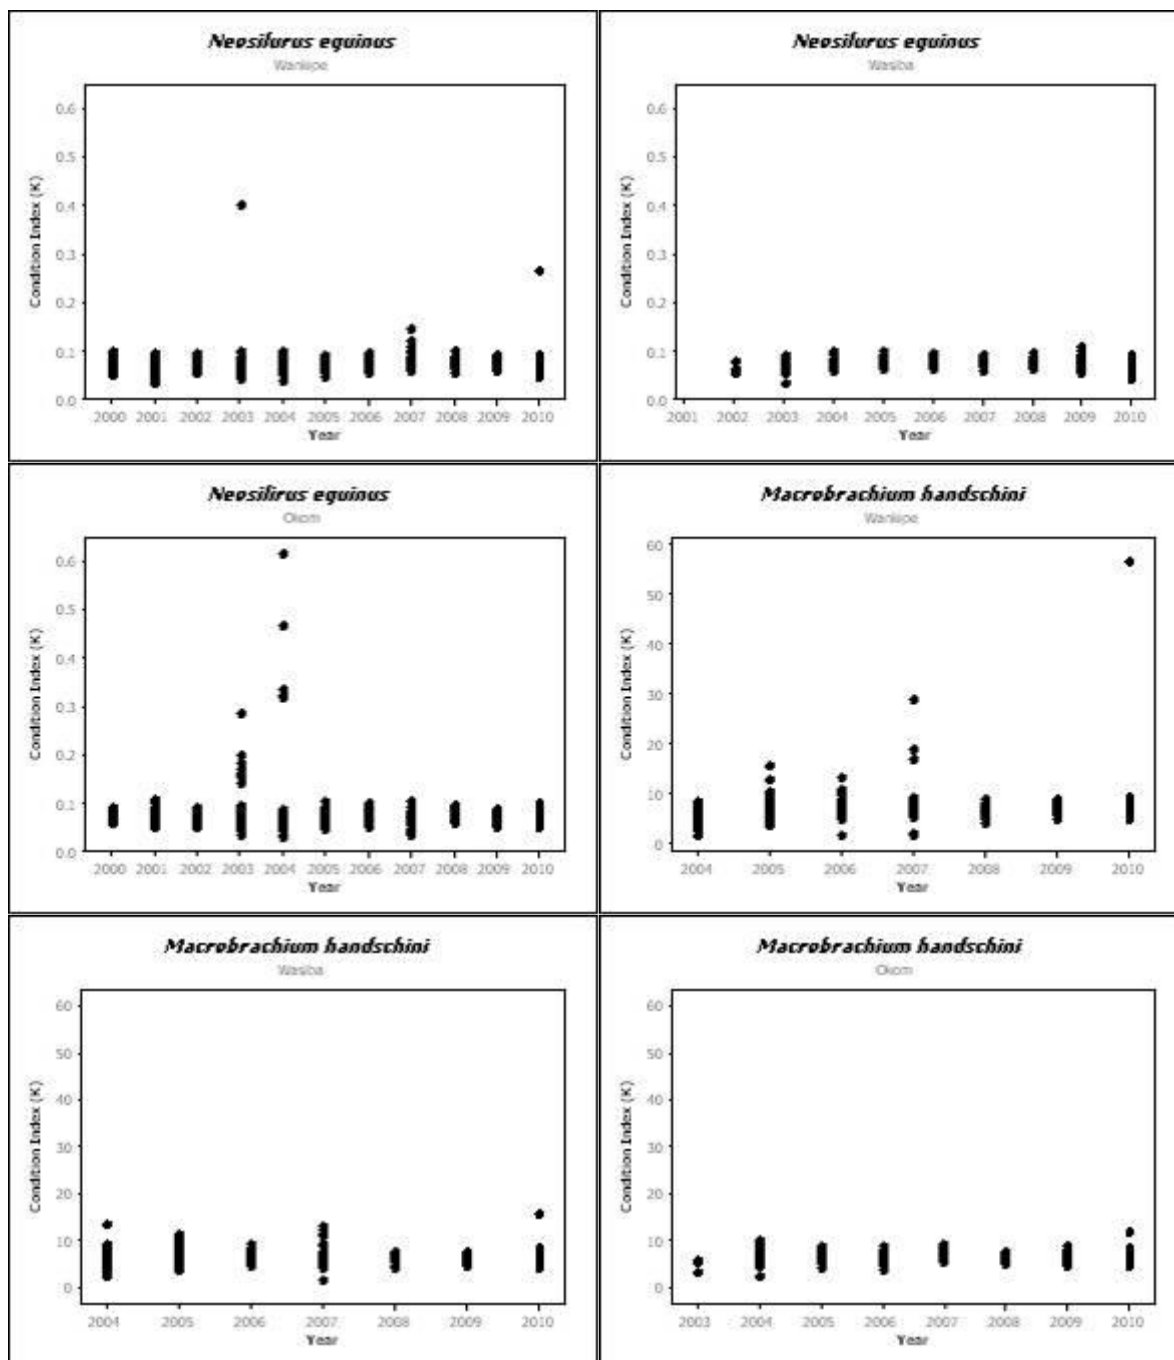 Neosilurus equinus
Wankipe
Condition Index (K)
0.6
0.5
0.4
0.3
0.2
0.1
0.0
2000 2001 2002 2003 2004 2005 2006 2007 2008 2009 2010
Year
Neosilurus equinus
Wasiba
Condition Index (K)
0.6
0.5
0.4
0.3
0.2
0.1
0.0
2001 2002 2003 2004 2005 2006 2007 2008 2009 2010
Year
Neosilirus equinus
Okom
Condition Index (K)
0.6
0.5
0.4
0.3
0.2
0.1
0.0
2000 2001 2002 2003 2004 2005 2006 2007 2008 2009 2010
Year
Macrobrachium handschini
Wankipe
Condition Index (K)
60
50
40
30
20
10
0
2004 2005 2006 2007 2008 2009 2010
Year
Macrobrachium handschini
Wasiba
Condition Index (K)
60
50
40
30
20
10
0
2004 2005 2006 2007 2008 2009 2010
Year
Macrobrachium handschini
Okom
Condition Index (K)
60
50
40
30
20
10
0
2003 2004 2005 2006 2007 2008 2009 2010
Year